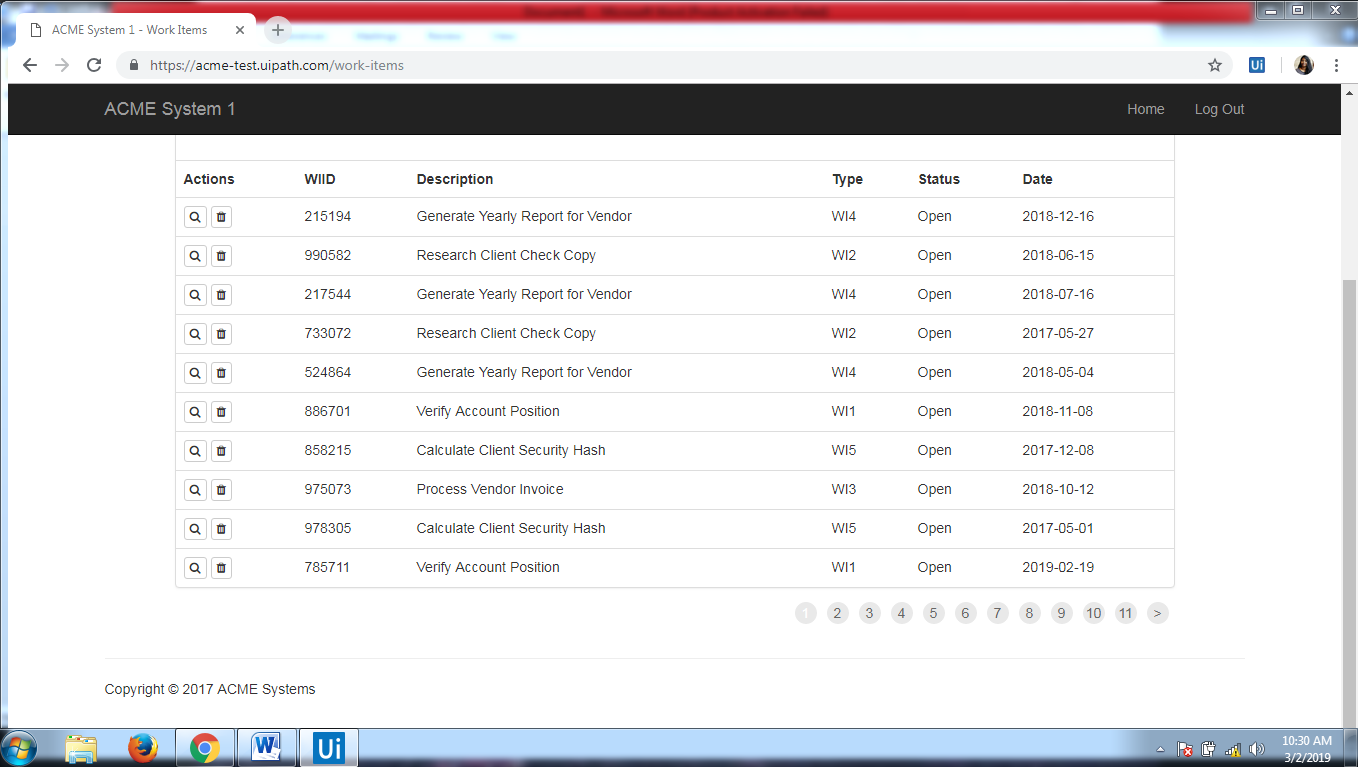 ACME System 1 - Work Items
https://acme-test.uipath.com/work-items
Ui
ACME System 1 Home Log Out
Actions WIID Description Type Status Date
215194 Generate Yearly Report for Vendor WI4 Open 2018-12-16
990582 Research Client Check Copy WI2 Open 2018-06-15
217544 Generate Yearly Report for Vendor WI4 Open 2018-07-16
733072 Research Client Check Copy WI2 Open 2017-05-27
524864 Generate Yearly Report for Vendor WI4 Open 2018-05-04
886701 Verify Account Position WI1 Open 2018-11-08
858215 Calculate Client Security Hash WI5 Open 2017-12-08
975073 Process Vendor Invoice WI3 Open 2018-10-12
978305 Calculate Client Security Hash WI5 Open 2017-05-01
785711 Verify Account Position WI1 Open 2019-02-19
1 2 3 4 5 6 7 8 9 10 11 >
Copyright © 2017 ACME Systems
W Ui 10:30 AM
3/2/2019